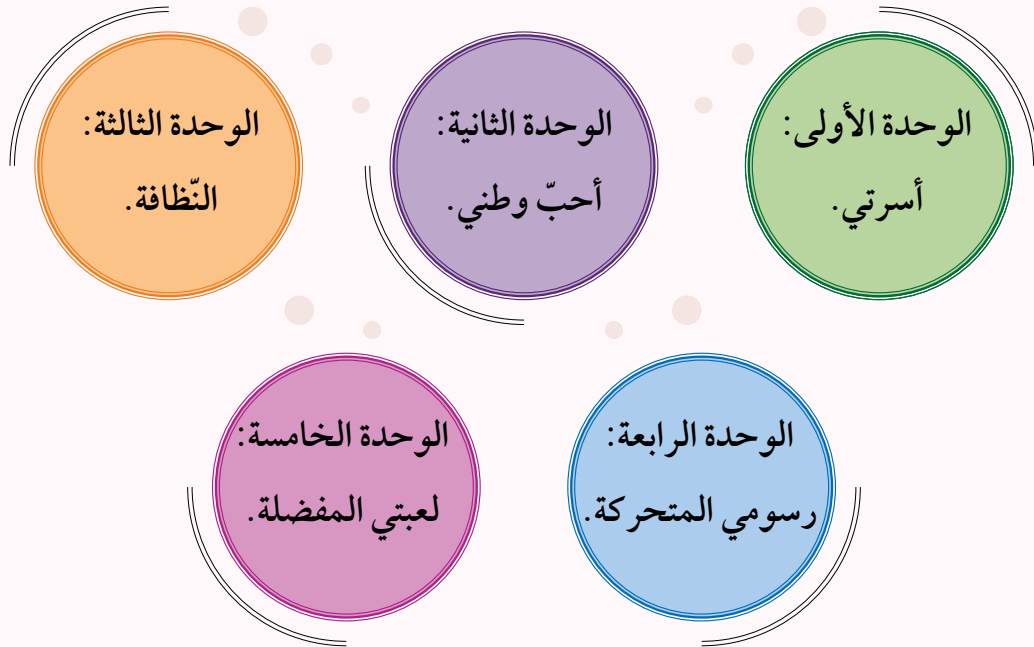 الوحدة الأولى:
أسرتي.
الوحدة الثانية:
أحبّ وطني.
الوحدة الثالثة:
النّظافة.
الوحدة الرابعة:
رسومي المتحركة.
الوحدة الخامسة:
لعبتي المفضلة.